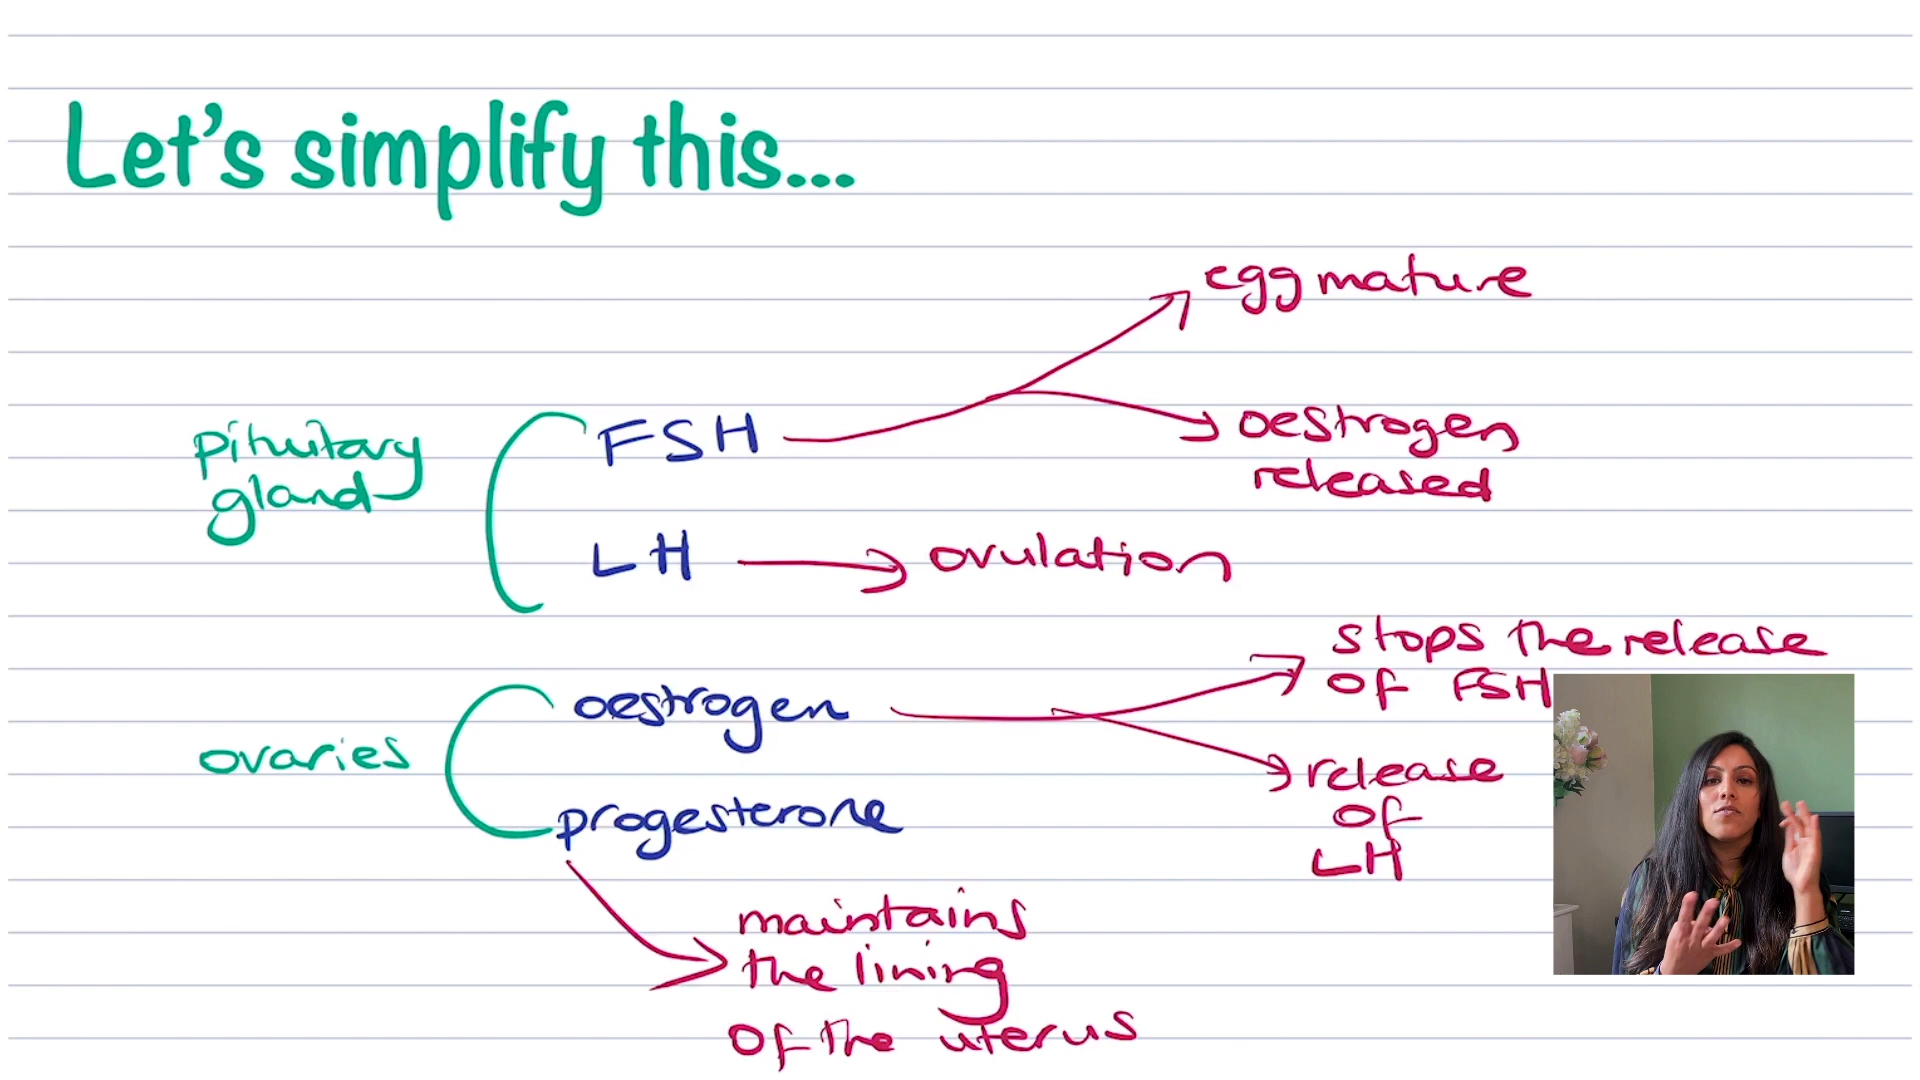 Let's simplify this...
egg mature
pituitary
gland
FSH
oestrogen
released
LH
ovulation
stops the release
of FSH
ovaries
oestrogen
release
of
LH
progesterone
maintains
the lining
of the uterus